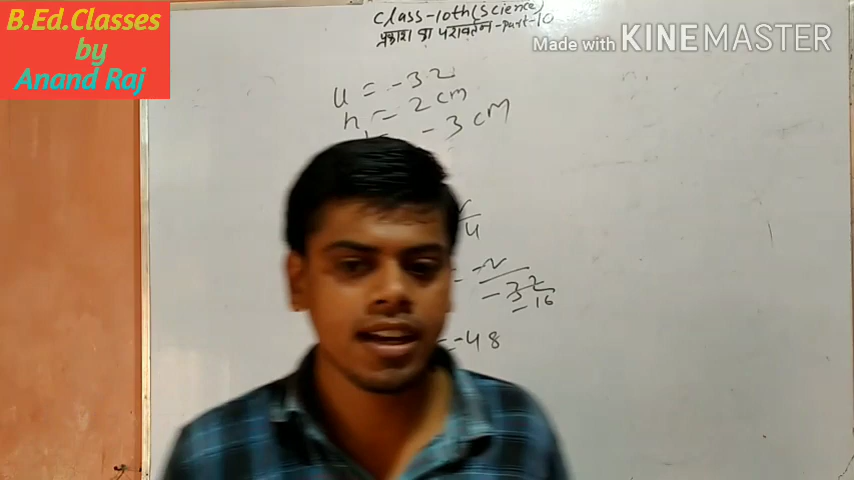 B.Ed.Classes
by
Anand Raj
Class-10th(Science)
प्रकाश का परावर्तन-part-10
Made with KINEMASTER
u = -32
h = 2 cm
- 3 cm
u
-v
-32
-16
= -48